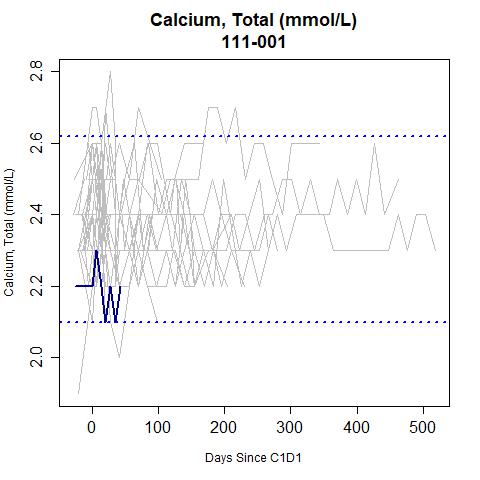 Calcium, Total (mmol/L)
111-001
Calcium, Total (mmol/L)
2.8
2.6
2.4
2.2
2.0
0 100 200 300 400 500
Days Since C1D1